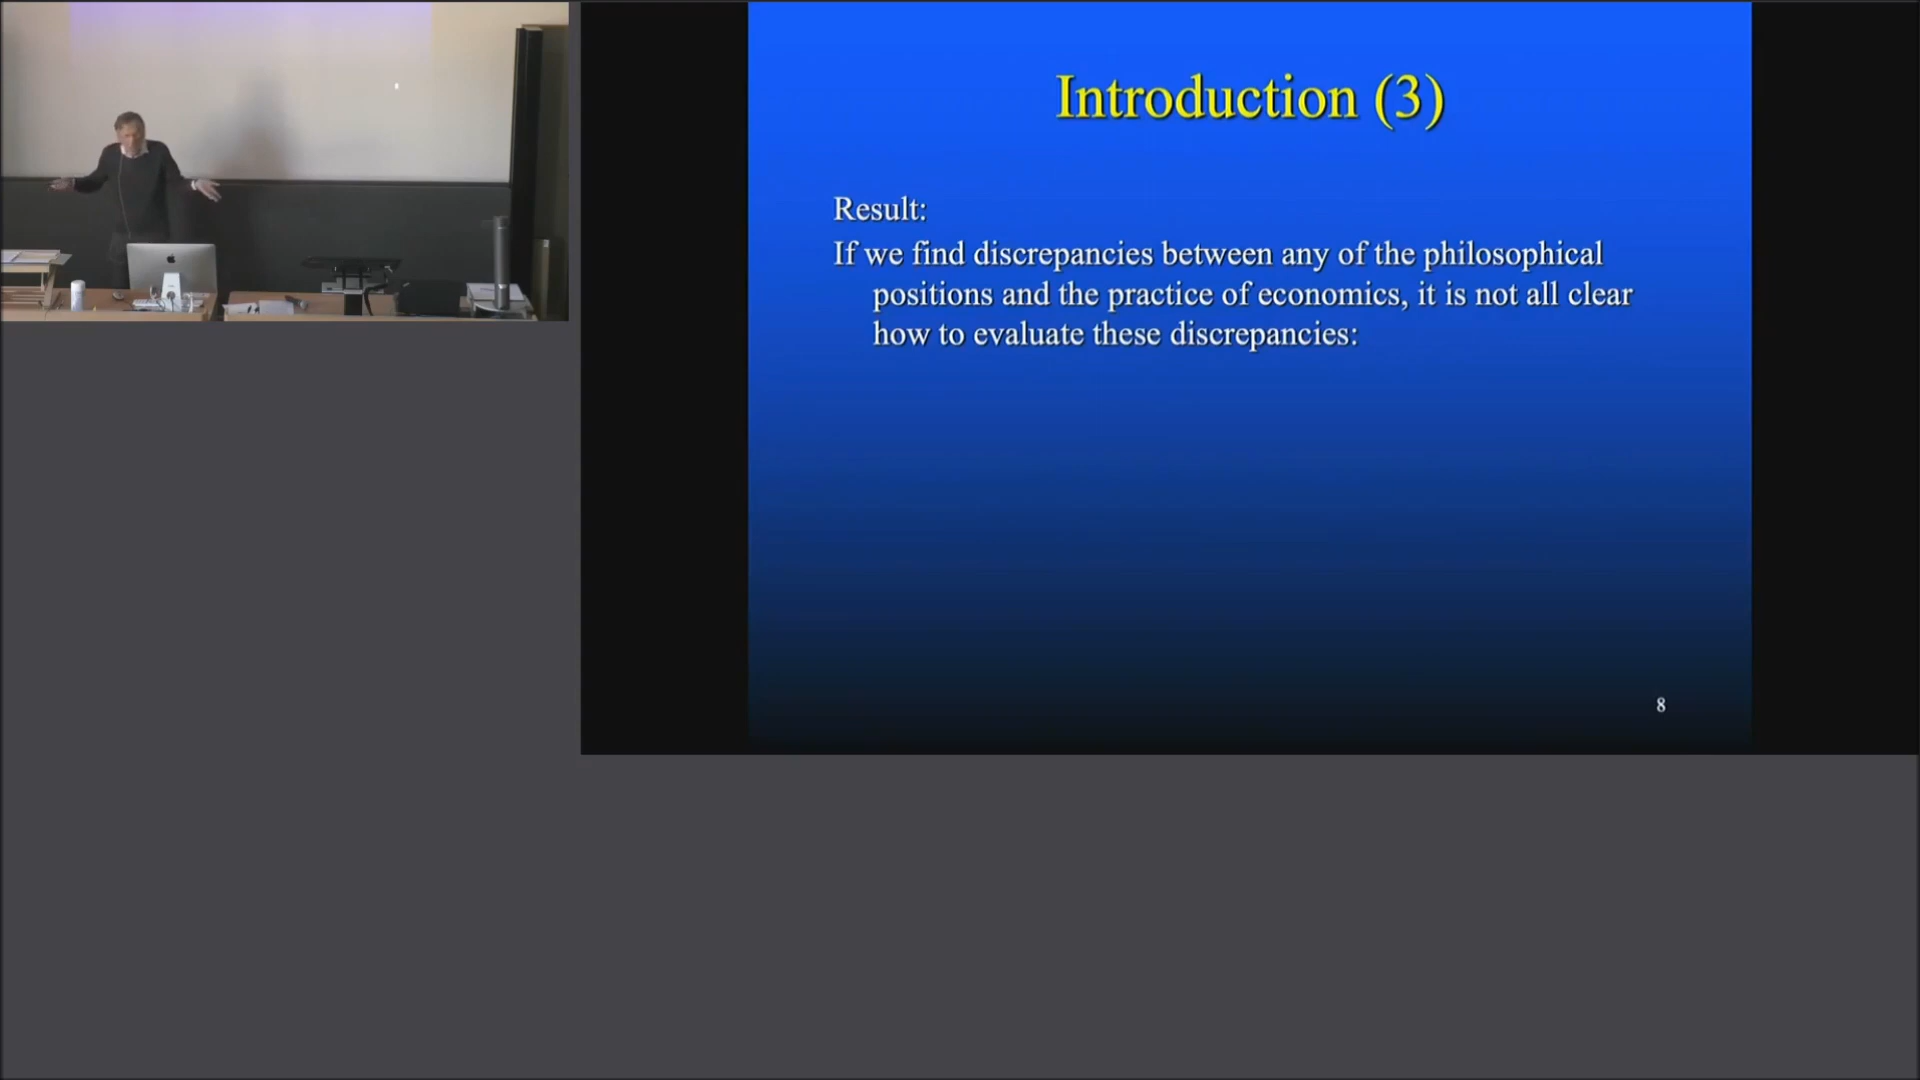 Introduction (3)
Result:
If we find discrepancies between any of the philosophical
positions and the practice of economics, it is not all clear
how to evaluate these discrepancies:
8